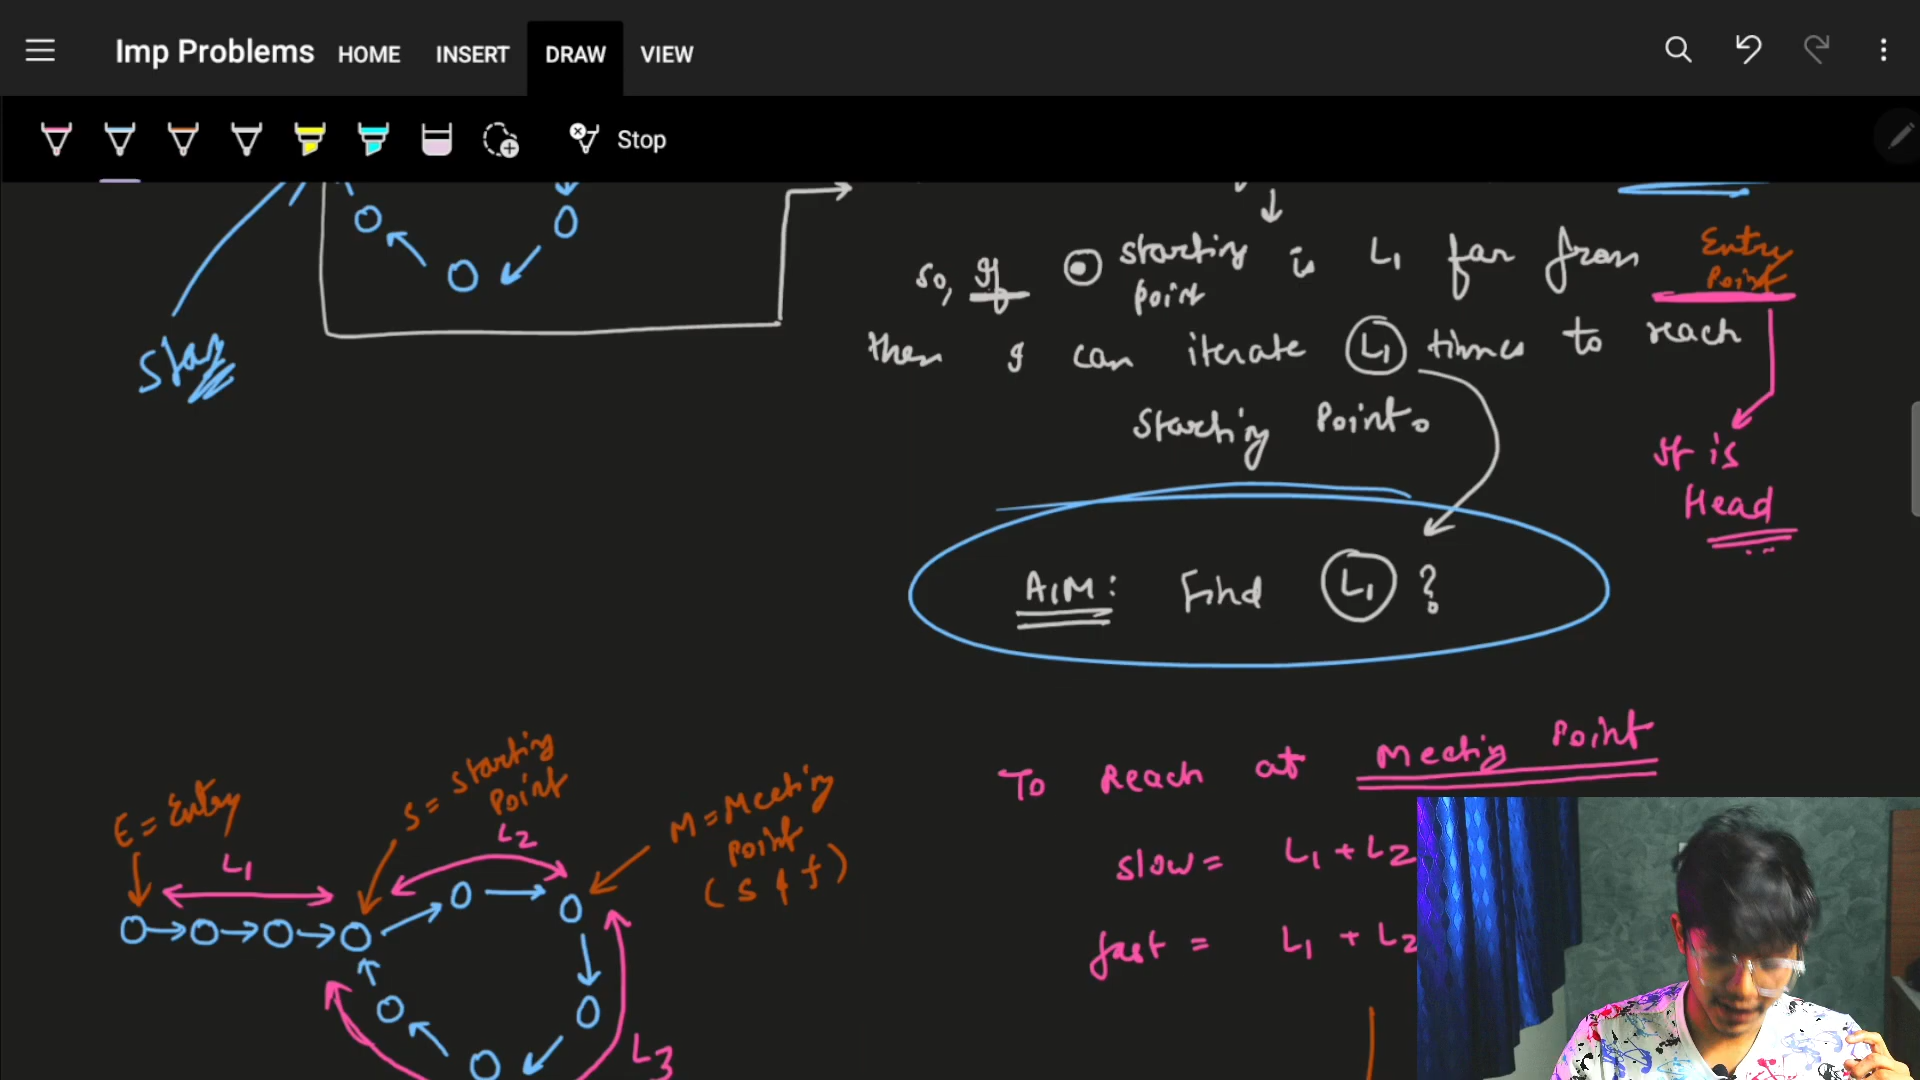 Imp Problems HOME INSERT DRAW VIEW
Stop
so, if starting point is L1 far from Entry Point
then I can iterate L1 times to reach
Starting Point.
Start
It is
Head
AIM: Find L1 ?
To Reach at Meeting Point
slow = L1 + L2
fast = L1 + L2
E = Entry
S = Starting
Point
M = Meeting
Point
(S & f)
L1
L2
L3